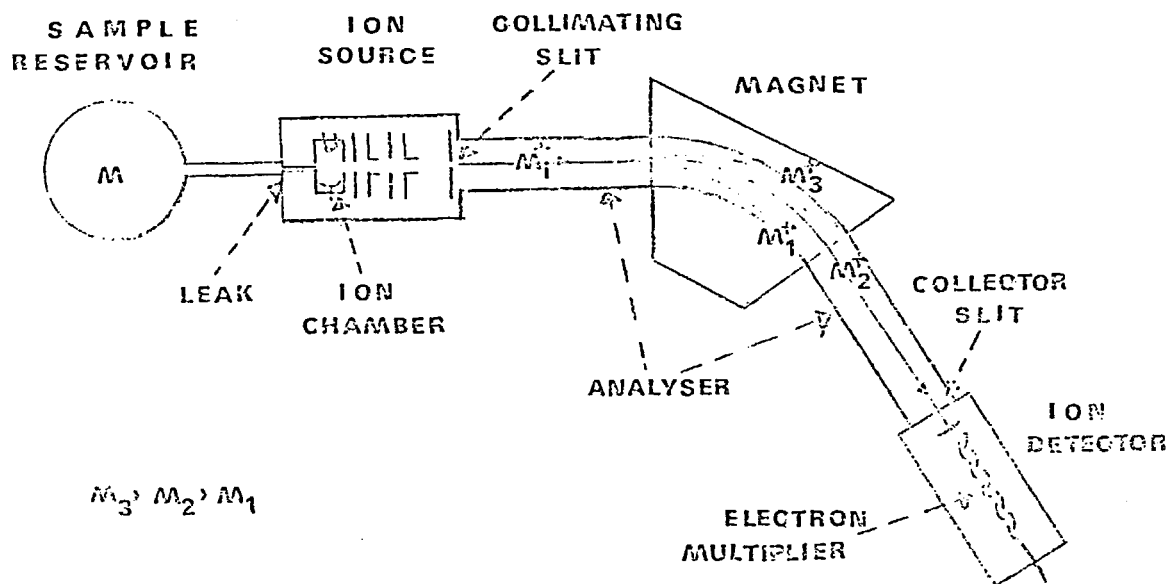 SAMPLE
RESERVOIR
ION
SOURCE
COLLIMATING
SLIT
MAGNET
M
M₁⁺
M₃⁺
M₁⁺
M₂⁺
LEAK
ION
CHAMBER
COLLECTOR
SLIT
ANALYSER
ION
DETECTOR
M₃› M₂› M₁
ELECTRON
MULTIPLIER